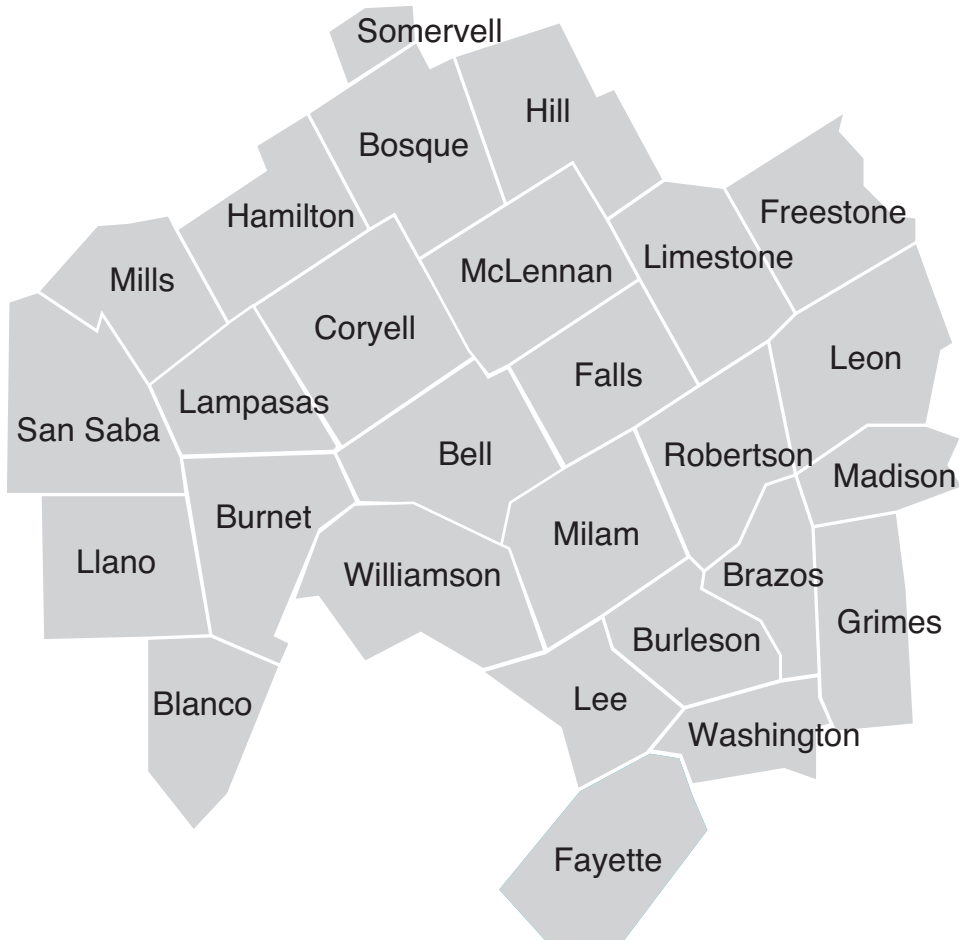 Somervell
Hill
Bosque
Hamilton
Freestone
Limestone
McLennan
Mills
Coryell
Leon
Falls
Lampasas
San Saba
Bell
Robertson
Madison
Burnet
Milam
Llano
Williamson
Brazos
Grimes
Burleson
Lee
Blanco
Washington
Fayette